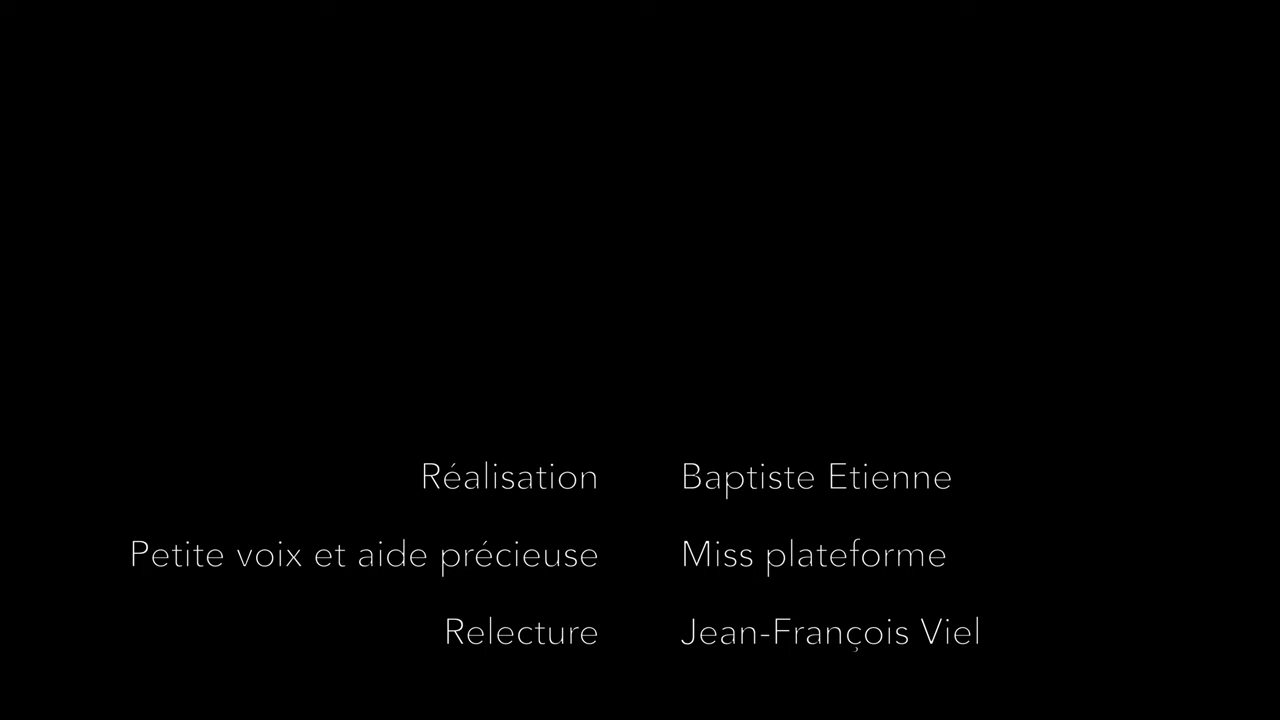 Réalisation Baptiste Etienne
Petite voix et aide précieuse Miss plateforme
Relecture Jean-François Viel